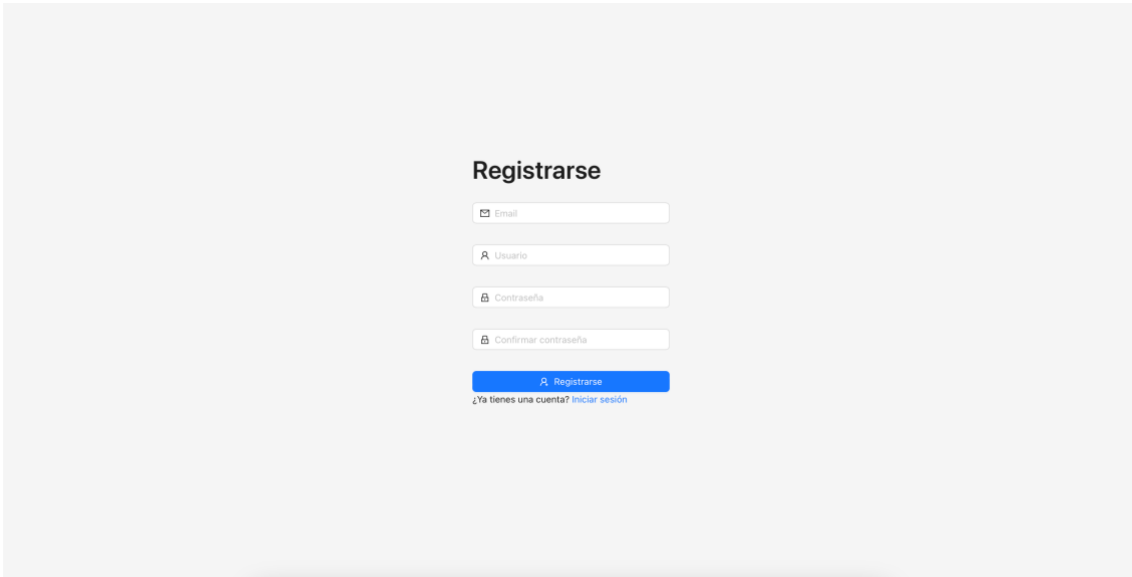 Registrarse
Email
Usuario
Contraseña
Confirmar contraseña
Registrarse
¿Ya tienes una cuenta? Iniciar sesión